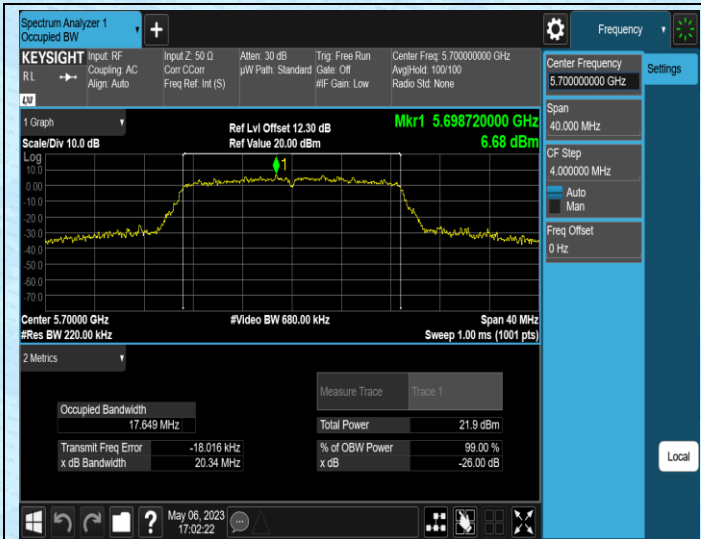 Spectrum Analyzer 1
Occupied BW
+
Frequency
KEYSIGHT
R L
LXI
Input: RF
Coupling: AC
Align: Auto
Input Z: 50 Ω
Corr CCorr
Freq Ref: Int (S)
Atten: 30 dB
µW Path: Standard
Trig: Free Run
Gate: Off
#IF Gain: Low
Center Freq: 5.700000000 GHz
Avg|Hold: 100/100
Radio Std: None
Center Frequency
5.700000000 GHz
Settings
Span
40.000 MHz
CF Step
4.000000 MHz
Auto
Man
Freq Offset
0 Hz
Local
1 Graph
Scale/Div 10.0 dB
Ref Lvl Offset 12.30 dB
Ref Value 20.00 dBm
Mkr1 5.698720000 GHz
6.68 dBm
Log
10.0
0.00
-10.0
-20.0
-30.0
-40.0
-50.0
-60.0
-70.0
1
Center 5.70000 GHz
#Res BW 220.00 kHz
#Video BW 680.00 kHz
Span 40 MHz
Sweep 1.00 ms (1001 pts)
2 Metrics
Measure Trace Trace 1
Occupied Bandwidth
17.649 MHz
Total Power 21.9 dBm
Transmit Freq Error -18.016 kHz
% of OBW Power 99.00 %
x dB Bandwidth 20.34 MHz
x dB -26.00 dB
?
May 06, 2023
17:02:22